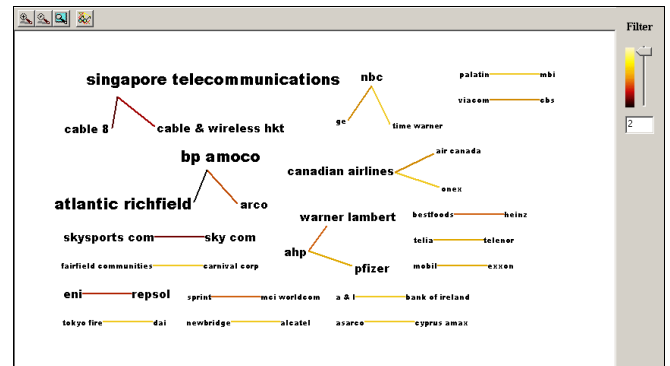 Filter
singapore telecommunications
nbc
palatin mbi
viacom cbs
cable 8
cable & wireless hkt
ge
time warner
2
bp amoco
air canada
canadian airlines
onex
atlantic richfield
arco
warner lambert
bestfoods heinz
skysports com sky com
telia telenor
ahp
pfizer
fairfield communities carnival corp
mobil exxon
eni repsol
sprint mci worldcom
a & l bank of ireland
tokyo fire dai
newbridge alcatel
asarco cyprus amax